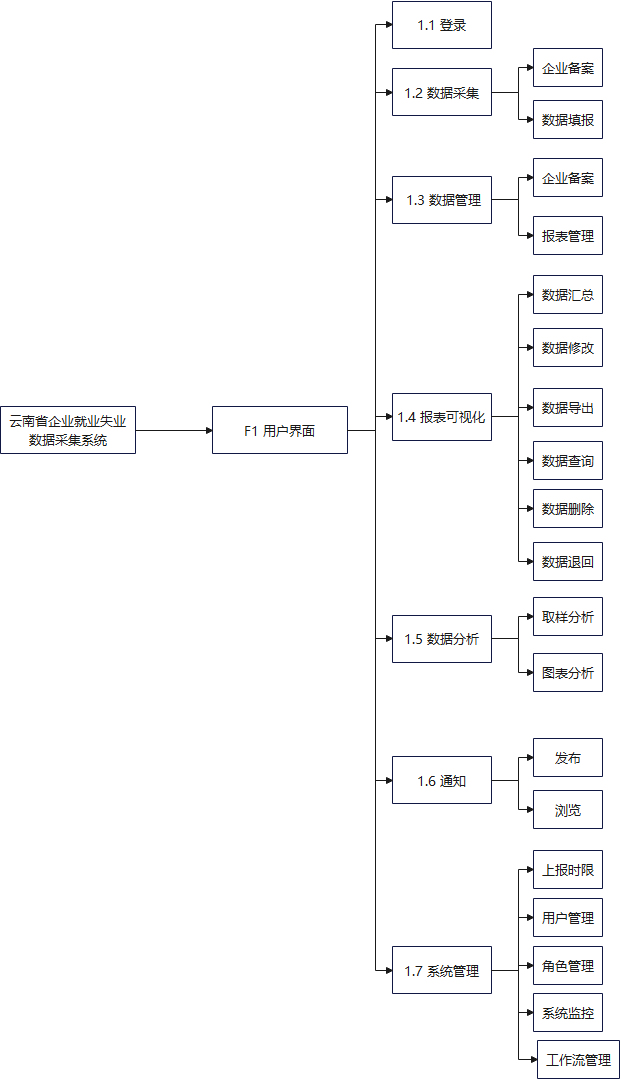 云南省企业就业失业
数据采集系统
F1 用户界面
1.1 登录
1.2 数据采集
企业备案
数据填报
1.3 数据管理
企业备案
报表管理
1.4 报表可视化
数据汇总
数据修改
数据导出
数据查询
数据删除
数据退回
1.5 数据分析
取样分析
图表分析
1.6 通知
发布
浏览
1.7 系统管理
上报时限
用户管理
角色管理
系统监控
工作流管理